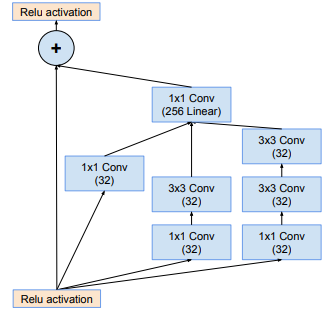 Relu activation
+
1x1 Conv
(256 Linear)
3x3 Conv
(32)
1x1 Conv
(32)
3x3 Conv
(32)
3x3 Conv
(32)
1x1 Conv
(32)
1x1 Conv
(32)
Relu activation